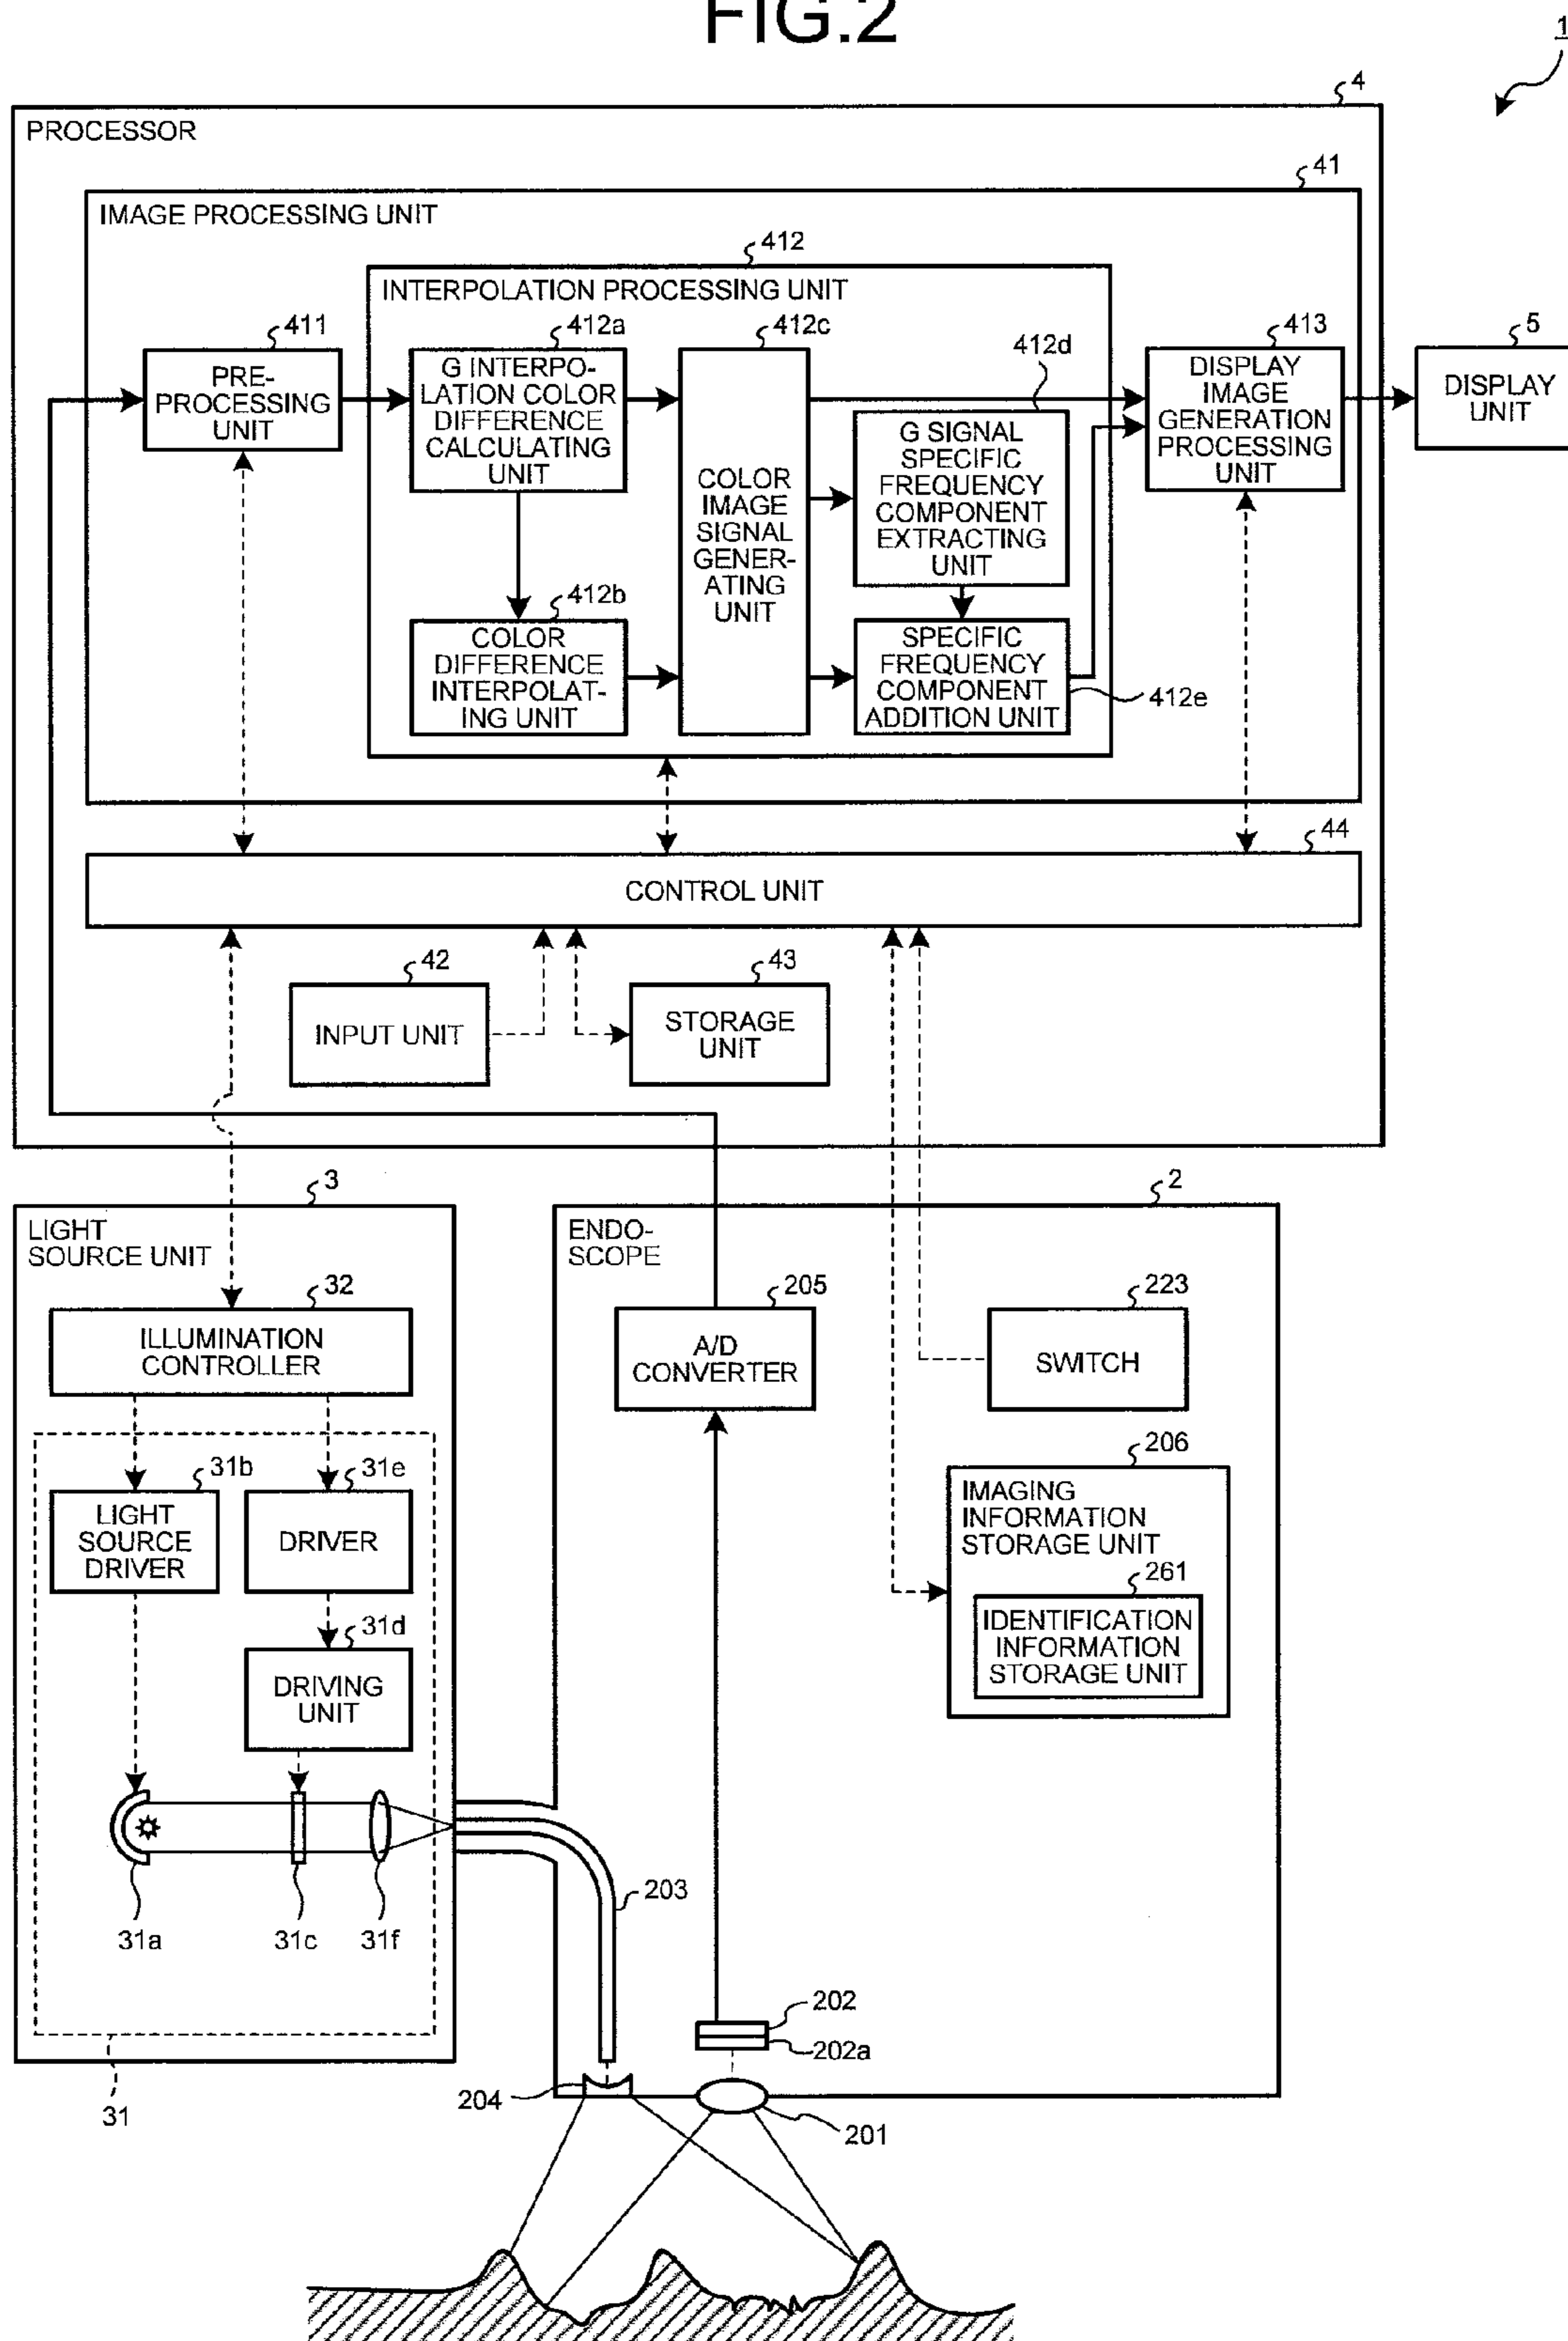 FIG.2
1
4
PROCESSOR
41
IMAGE PROCESSING UNIT
412
INTERPOLATION PROCESSING UNIT
411
PRE-
PROCESSING
UNIT
412a
G INTERPO-
LATION COLOR
DIFFERENCE
CALCULATING
UNIT
412b
COLOR
DIFFERENCE
INTERPOLAT-
ING UNIT
412c
COLOR
IMAGE
SIGNAL
GENER-
ATING
UNIT
412d
G SIGNAL
SPECIFIC
FREQUENCY
COMPONENT
EXTRACTING
UNIT
SPECIFIC
FREQUENCY
COMPONENT
ADDITION UNIT
412e
413
DISPLAY
IMAGE
GENERATION
PROCESSING
UNIT
5
DISPLAY
UNIT
44
CONTROL UNIT
42
INPUT UNIT
43
STORAGE
UNIT
3
LIGHT
SOURCE UNIT
32
ILLUMINATION
CONTROLLER
31b
LIGHT
SOURCE
DRIVER
31e
DRIVER
31d
DRIVING
UNIT
31a
31c
31f
31
2
ENDO-
SCOPE
205
A/D
CONVERTER
223
SWITCH
206
IMAGING
INFORMATION
STORAGE UNIT
261
IDENTIFICATION
INFORMATION
STORAGE UNIT
203
202
202a
204
201